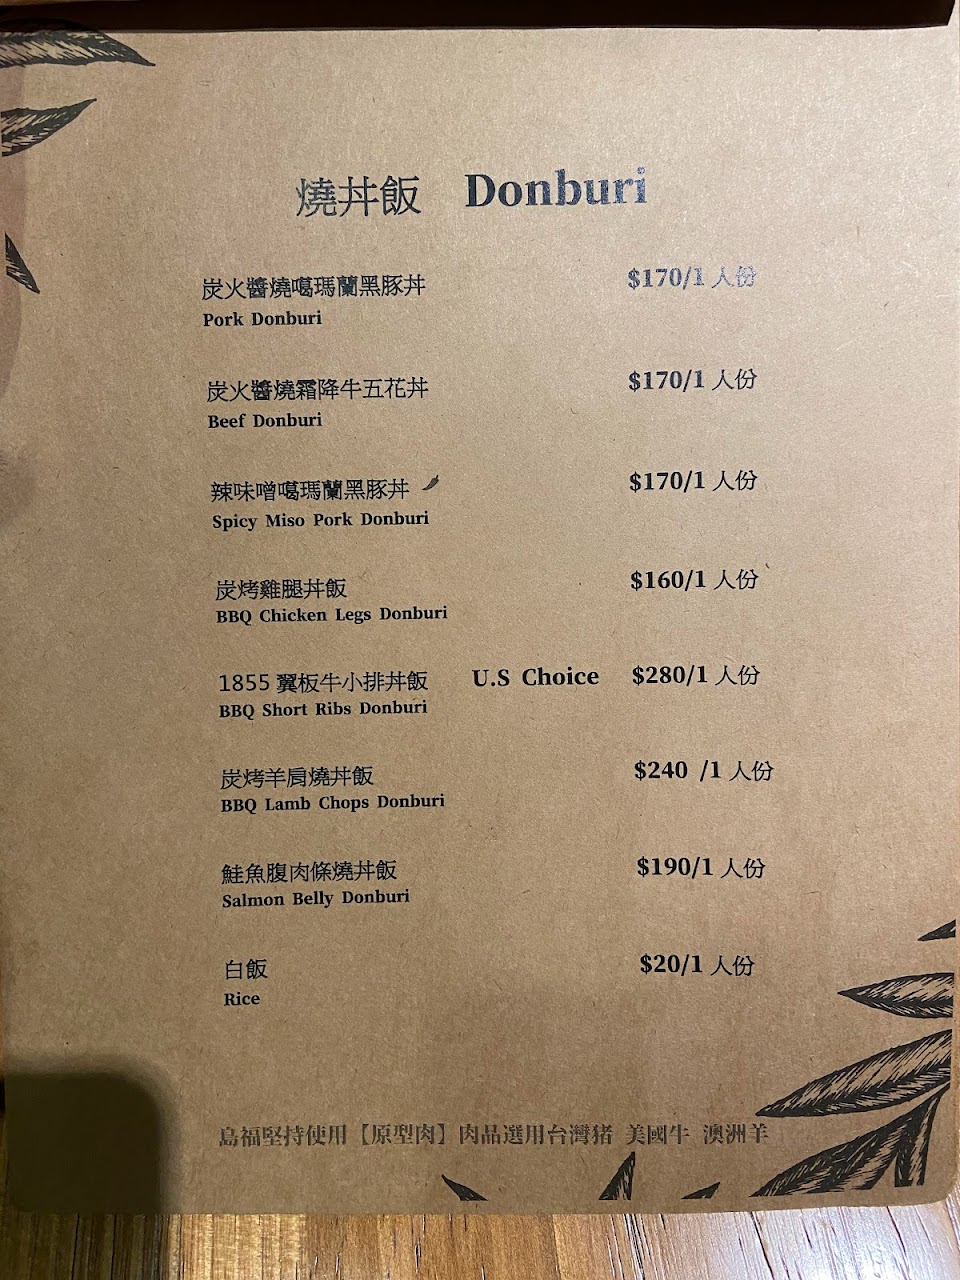 燒丼飯 Donburi
炭火醬燒噶瑪蘭黑豚丼 $170/1 人份
Pork Donburi
炭火醬燒霜降牛五花丼 $170/1 人份
Beef Donburi
辣味噌噶瑪蘭黑豚丼 $170/1 人份
Spicy Miso Pork Donburi
炭烤雞腿丼飯 $160/1 人份
BBQ Chicken Legs Donburi
1855 翼板牛小排丼飯 U.S Choice $280/1 人份
BBQ Short Ribs Donburi
炭烤羊肩燒丼飯 $240 /1 人份
BBQ Lamb Chops Donburi
鮭魚腹肉條燒丼飯 $190/1 人份
Salmon Belly Donburi
白飯 $20/1 人份
Rice
島福堅持使用【原型肉】肉品選用台灣猪 美國牛 澳洲羊